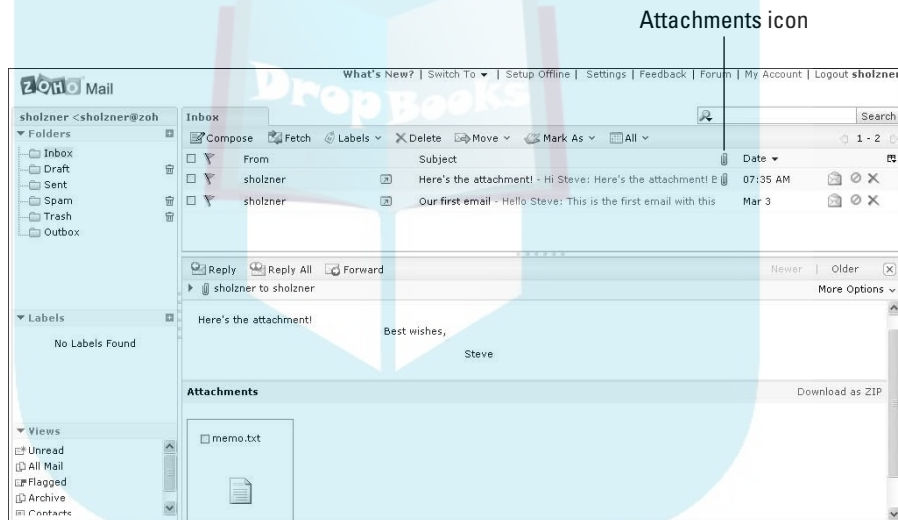 Attachments icon
ZOHO Mail
What's New? | Switch To | Setup Offline | Settings | Feedback | Forum | My Account | Logout sholzner
DropBooks
sholzner <sholzner@zoh
Inbox
Search
Folders
Compose Fetch Labels Delete Move Mark As All 1 - 2
Inbox
From Subject Date
Draft
sholzner Here's the attachment! - Hi Steve: Here's the attachment! B 07:35 AM
Sent
Spam
sholzner Our first email - Hello Steve: This is the first email with this Mar 3
Trash
Outbox
Reply Reply All Forward Newer | Older
sholzner to sholzner More Options
Labels
Here's the attachment!
Best wishes,
No Labels Found
Steve
Attachments Download as ZIP
Views
memo.txt
Unread
All Mail
Flagged
Archive
Contacts